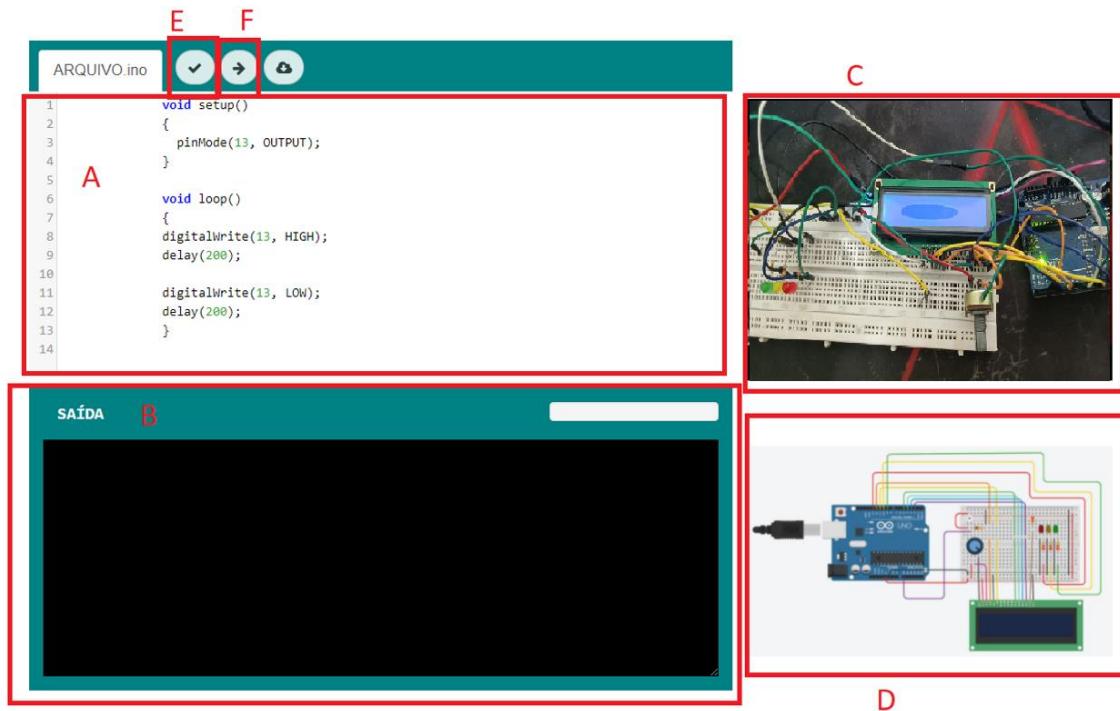 E F
ARQUIVO.ino
C
1 void setup()
2 {
3 pinMode(13, OUTPUT);
4 }
5
6 void loop()
7 {
8 digitalWrite(13, HIGH);
9 delay(200);
10
11 digitalWrite(13, LOW);
12 delay(200);
13 }
14
A
SAÍDA B
UNO
D